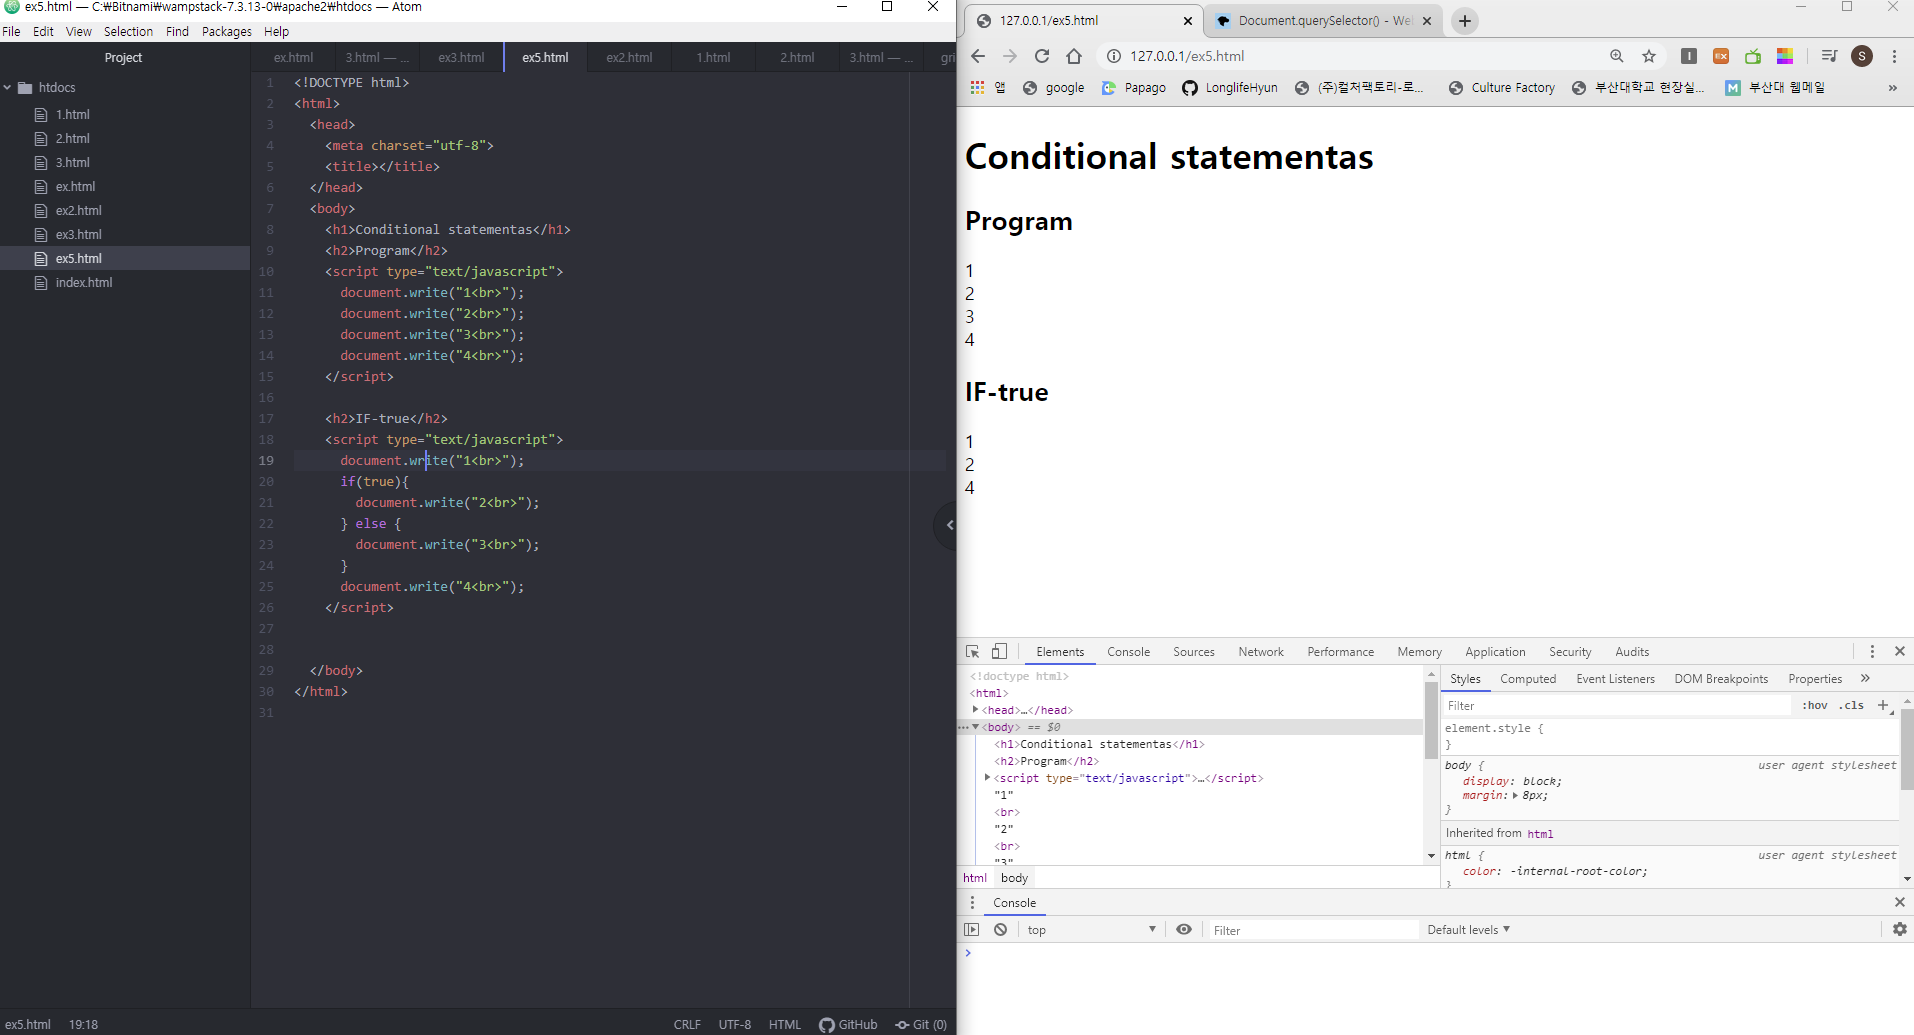 ex5.html — C:₩Bitnami₩wampstack-7.3.13-0₩apache2₩htdocs — Atom
File Edit View Selection Find Packages Help
Project
htdocs
1.html
2.html
3.html
ex.html
ex2.html
ex3.html
ex5.html
index.html
ex.html 3.html — ... ex3.html ex5.html ex2.html 1.html 2.html 3.html — ... gri
1 <!DOCTYPE html>
2 <html>
3 <head>
4 <meta charset="utf-8">
5 <title></title>
6 </head>
7 <body>
8 <h1>Conditional statementas</h1>
9 <h2>Program</h2>
10 <script type="text/javascript">
11 document.write("1<br>");
12 document.write("2<br>");
13 document.write("3<br>");
14 document.write("4<br>");
15 </script>
16
17 <h2>IF-true</h2>
18 <script type="text/javascript">
19 document.write("1<br>");
20 if(true){
21 document.write("2<br>");
22 } else {
23 document.write("3<br>");
24 }
25 document.write("4<br>");
26 </script>
27
28
29 </body>
30 </html>
31
ex5.html 19:18 CRLF UTF-8 HTML GitHub Git (0)
127.0.0.1/ex5.html Document.querySelector() - We
127.0.0.1/ex5.html EX S
앱 google Papago LonglifeHyun (주)컬처팩토리-로... Culture Factory 부산대학교 현장실... M 부산대 웹메일 »
Conditional statementas
Program
1
2
3
4
IF-true
1
2
4
Elements Console Sources Network Performance Memory Application Security Audits
<!doctype html>
<html>
<head>…</head>
<body> == $0
<h1>Conditional statementas</h1>
<h2>Program</h2>
<script type="text/javascript">…</script>
"1"
<br>
"2"
<br>
"3"
html body
Styles Computed Event Listeners DOM Breakpoints Properties »
Filter :hov .cls +
element.style {
}
body { user agent stylesheet
display: block;
margin: 8px;
}
Inherited from html
html { user agent stylesheet
color: -internal-root-color;
}
Console
top Filter Default levels